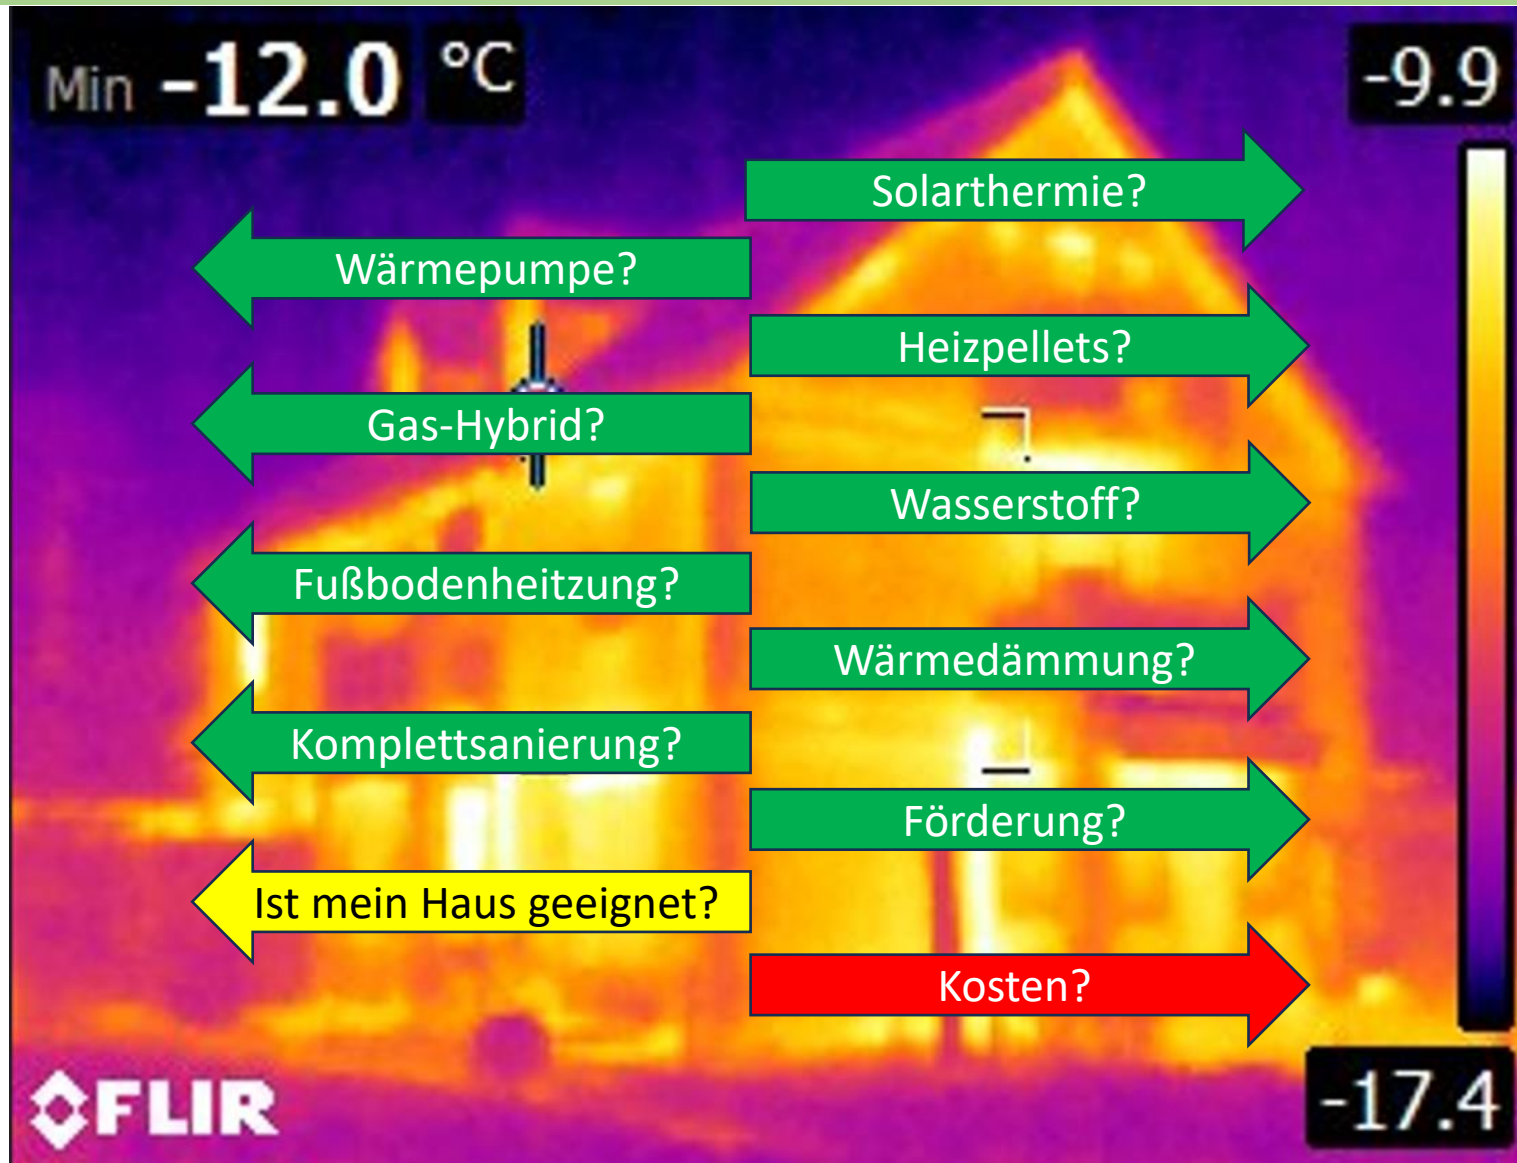 Min -12.0 °C
-9.9
Solarthermie?
Wärmepumpe?
Heizpellets?
Gas-Hybrid?
Wasserstoff?
Fußbodenheitzung?
Wärmedämmung?
Komplettsanierung?
Förderung?
Ist mein Haus geeignet?
Kosten?
FLIR
-17.4